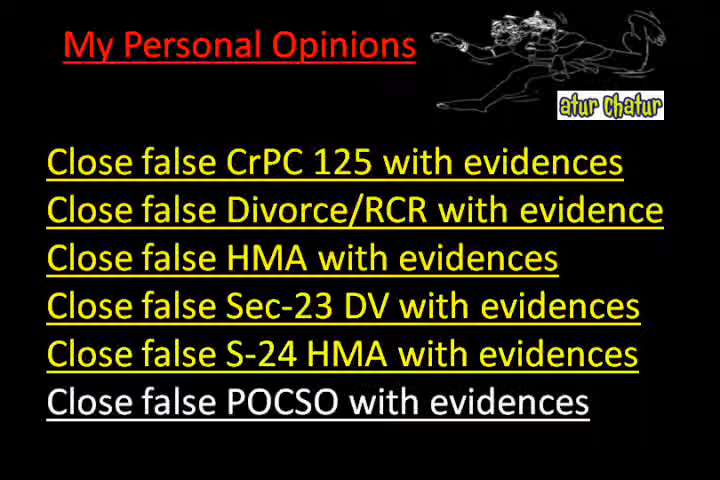 My Personal Opinions
atur chatur
Close false CrPC 125 with evidences
Close false Divorce/RCR with evidence
Close false HMA with evidences
Close false Sec-23 DV with evidences
Close false S-24 HMA with evidences
Close false POCSO with evidences